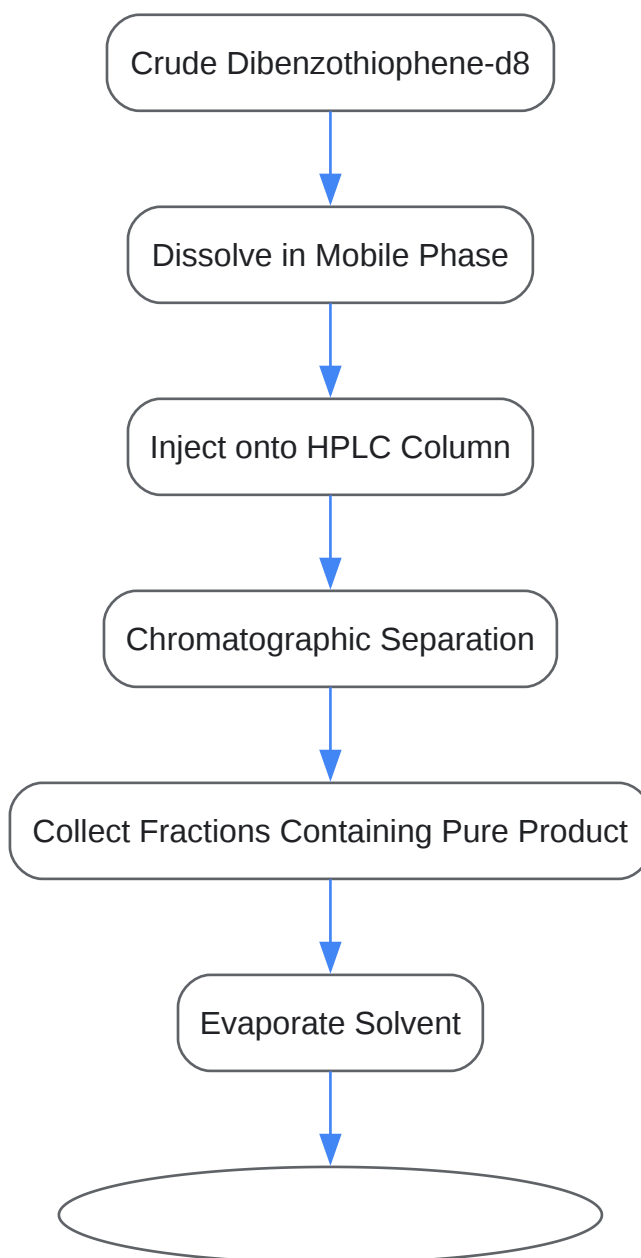 Crude Dibenzothiophene-d8
Dissolve in Mobile Phase
Inject onto HPLC Column
Chromatographic Separation
Collect Fractions Containing Pure Product
Evaporate Solvent